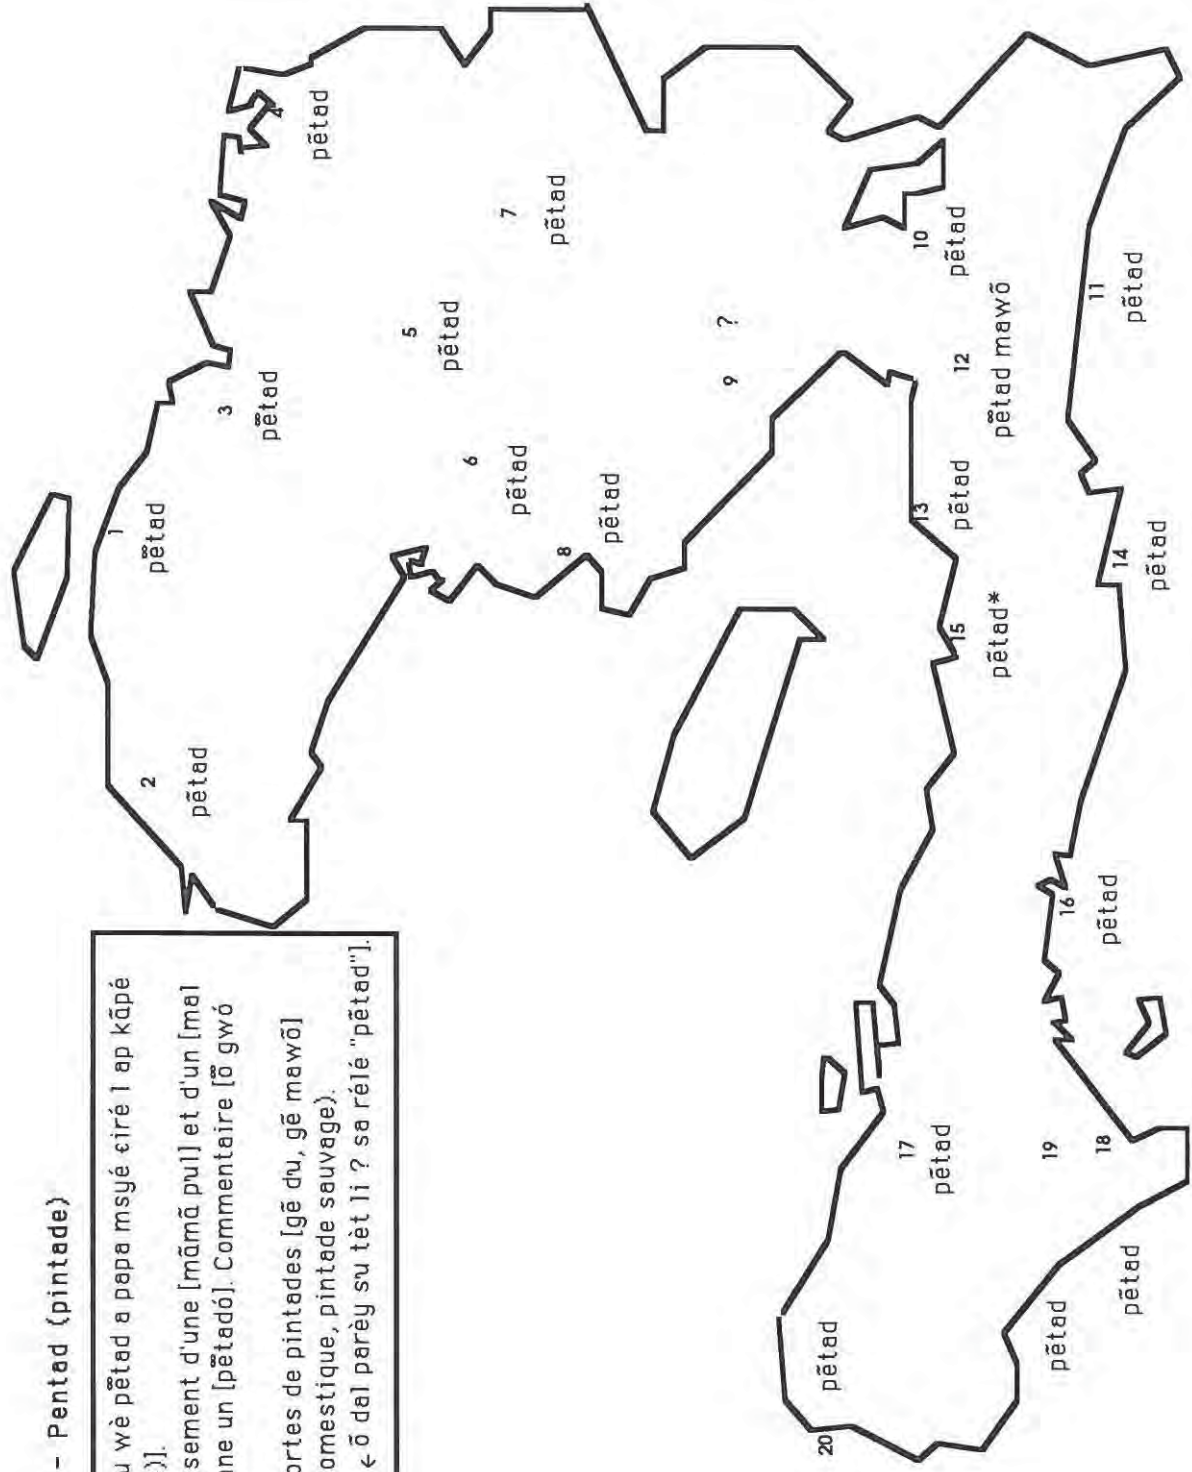 – Pentad (pintade)
u wè pẽtad a papa msyé ɛiré l ap kãpé
)].
sement d'une [mãmã pul] et d'un [mal
ne un [pẽtadó]. Commentaire [õ gwó
ortes de pintades [gẽ du, gẽ mawõ]
omestique, pintade sauvage).
← õ dal parèy su tèt li ? sa rélé "pẽtad"].
1
pẽtad
2
pẽtad
3
pẽtad
4
pẽtad
5
pẽtad
6
pẽtad
7
pẽtad
8
pẽtad
9 ?
10
pẽtad
11
pẽtad
12
pẽtad mawõ
13
pẽtad
14
pẽtad
15
pẽtad*
16
pẽtad
17
pẽtad
18
pẽtad
19
pẽtad
20
pẽtad